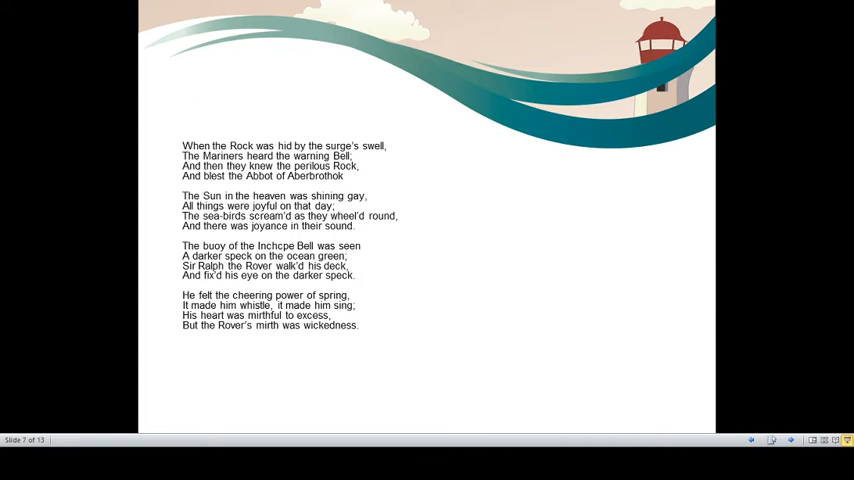 When the Rock was hid by the surge's swell,
The Mariners heard the warning Bell;
And then they knew the perilous Rock,
And blest the Abbot of Aberbrothok
The Sun in the heaven was shining gay,
All things were joyful on that day;
The sea-birds scream'd as they wheel'd round,
And there was joyance in their sound.
The buoy of the Inchcpe Bell was seen
A darker speck on the ocean green;
Sir Ralph the Rover walk'd his deck,
And fix'd his eye on the darker speck.
He felt the cheering power of spring,
It made him whistle, it made him sing;
His heart was mirthful to excess,
But the Rover's mirth was wickedness.
Slide 7 of 13